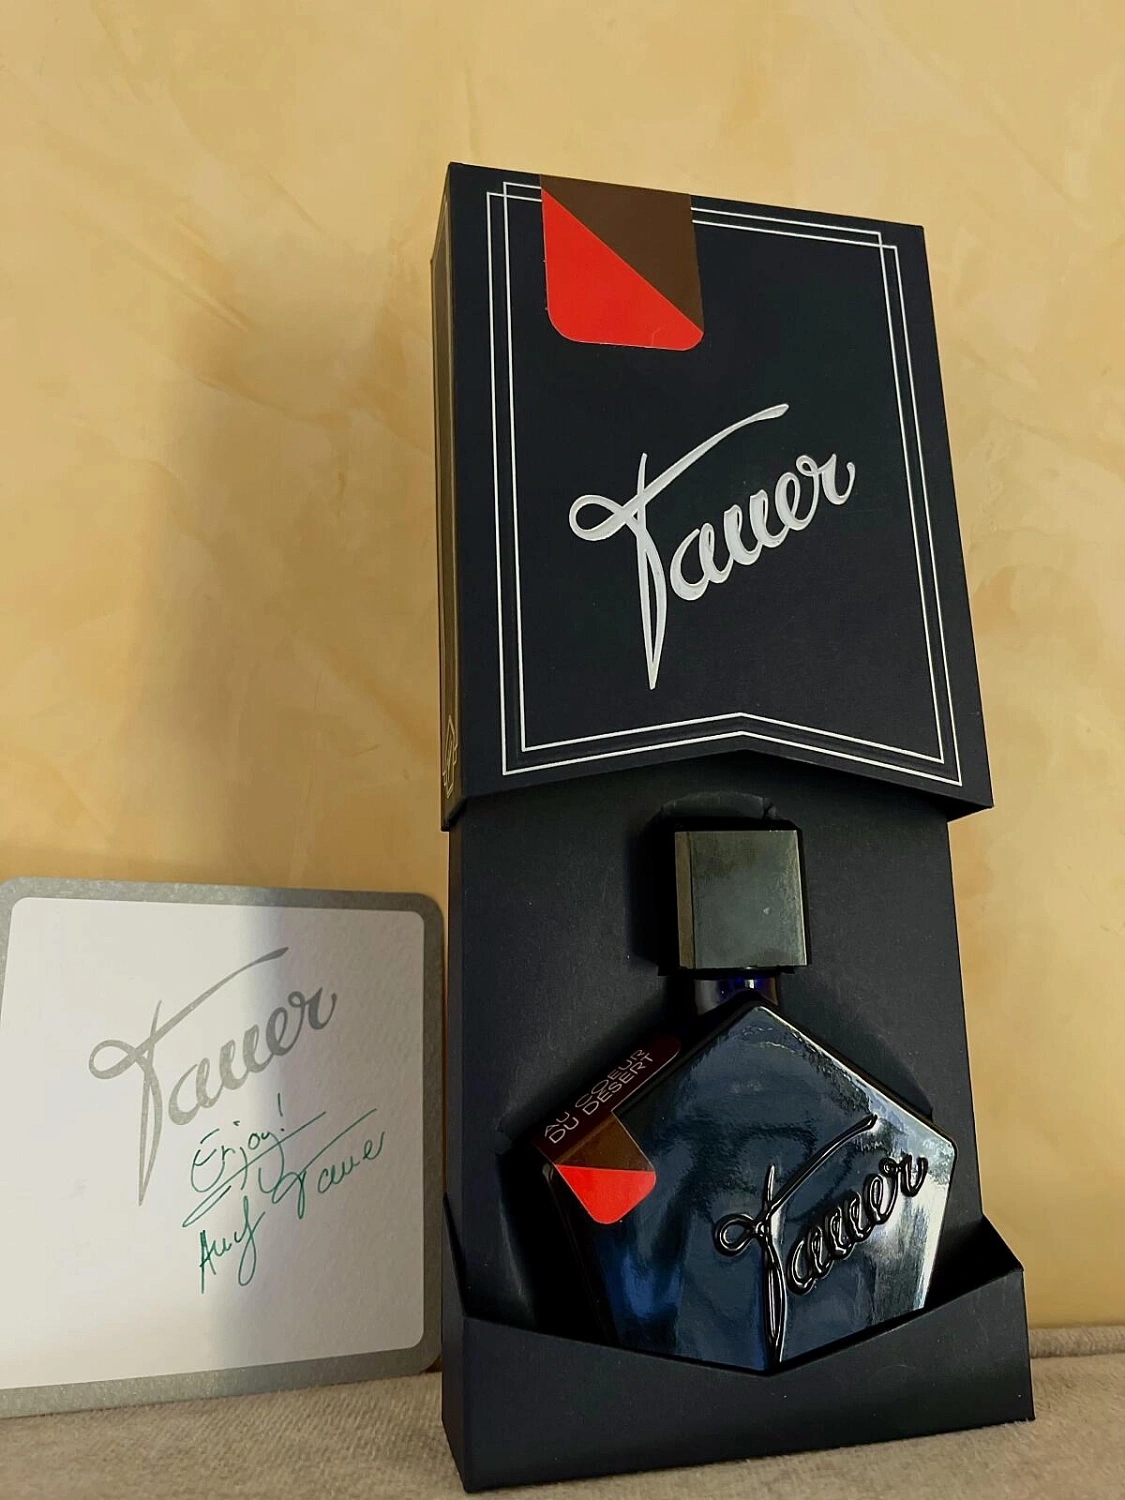 Tauer
Tauer
Enjoy!
Andy Tauer
AU COEUR
DU DESERT
Tauer